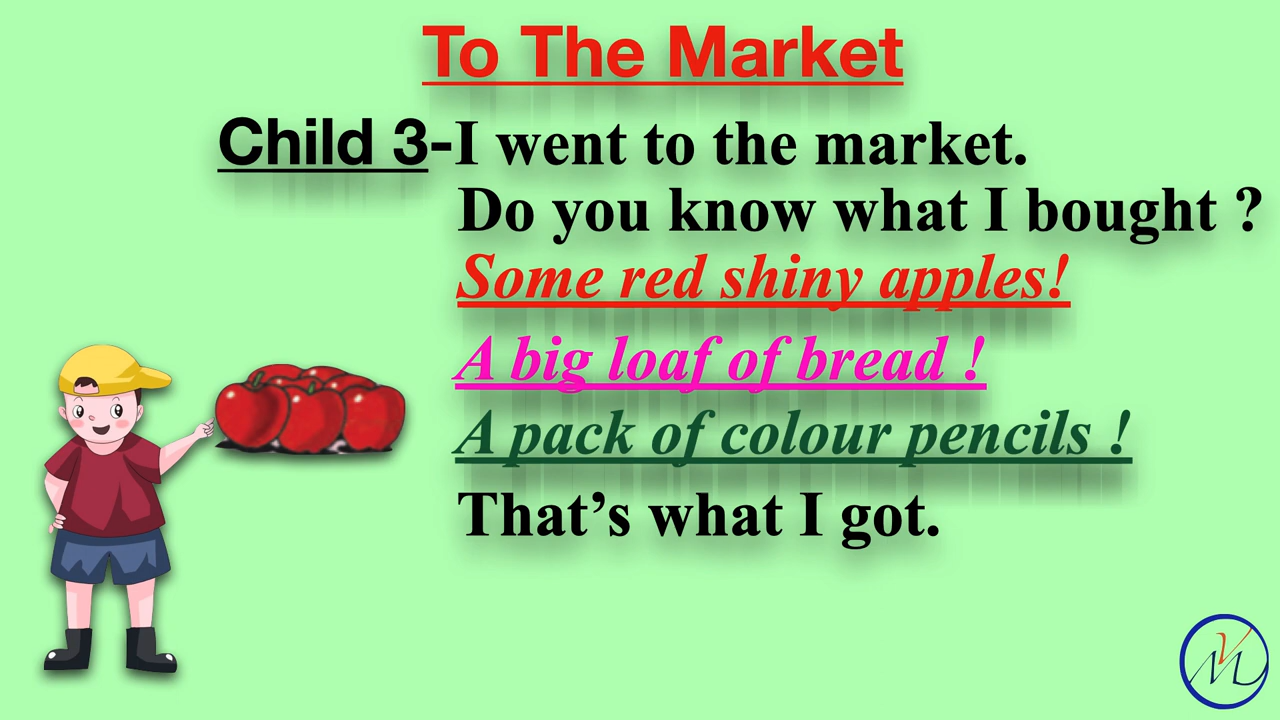 To The Market
Child 3-I went to the market.
Do you know what I bought ?
Some red shiny apples!
A big loaf of bread !
A pack of colour pencils !
That’s what I got.